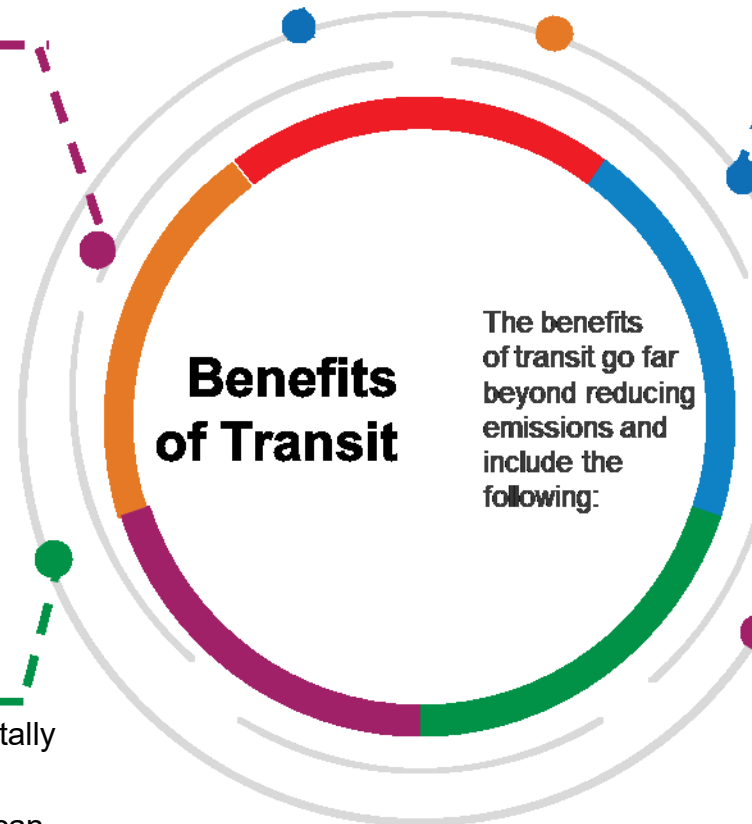 Benefits
of Transit
The benefits
of transit go far
beyond reducing
emissions and
include the
following: